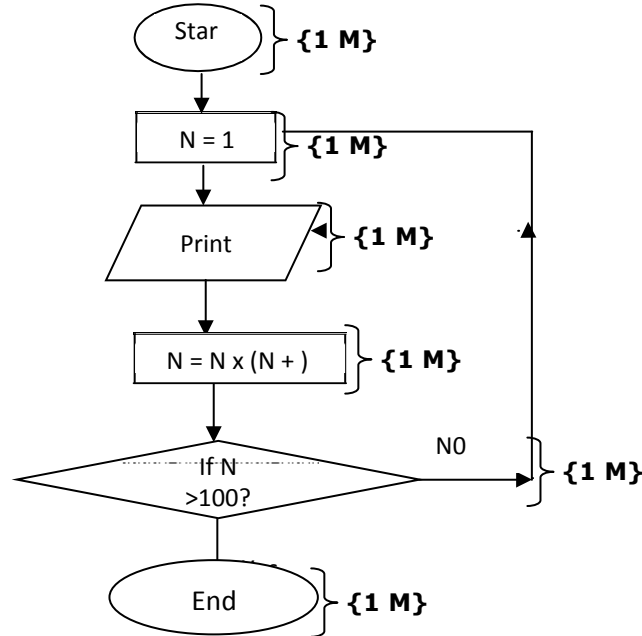 Star {1 M}
N = 1 {1 M}
Print {1 M}
N = N x (N + ) {1 M}
N0
If N
>100? {1 M}
End {1 M}